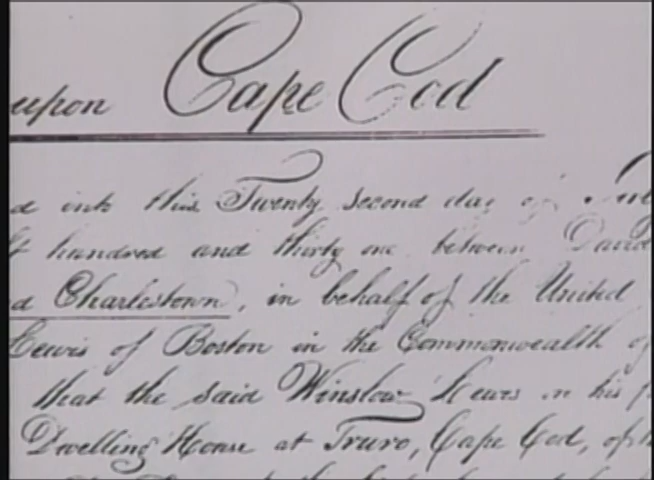 upon Cape Cod
d into this Twenty second day of
hundred and thirty one between David
d Charlestown, in behalf of the United
Lewis of Boston in the Commonwealth of
that the said Winslow Lewis in his
Dwelling House at Truro, Cape Cod, of